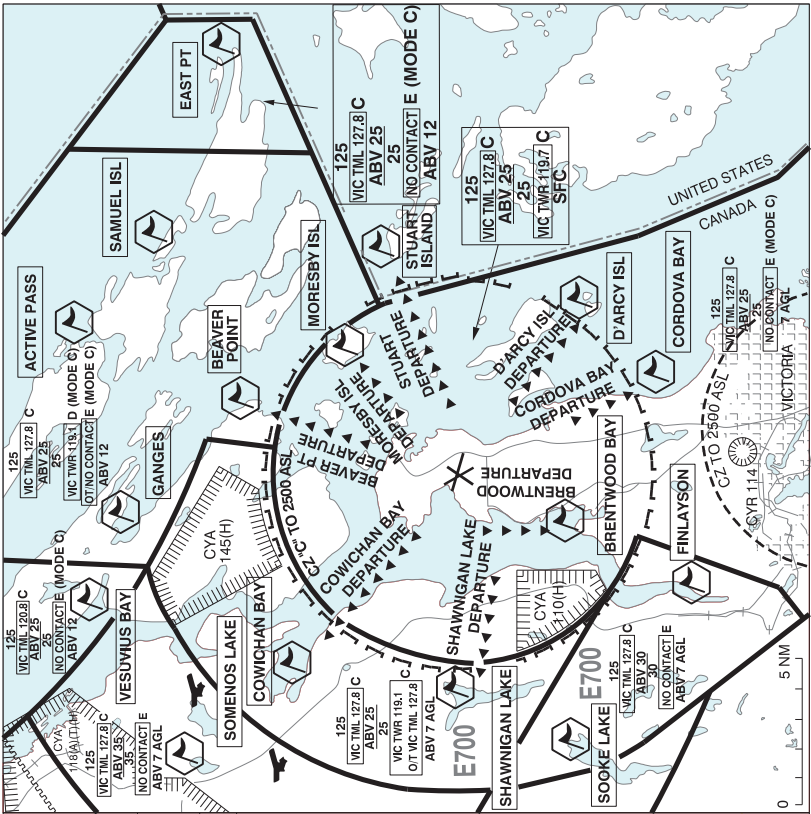 EAST PT
125
VIC TML 127.8 C
ABV 25
25
NO CONTACT E (MODE C)
ABV 12
SAMUEL ISL
125
VIC TML 127.8 C
ABV 25
25
VIC TWR 119.7 C
SFC
UNITED STATES
CANADA
STUART
ISLAND
MORESBY ISL
ACTIVE PASS
BEAVER
POINT
125
VIC TML 127.8 C
ABV 25
25
VIC TWR 119.1 D (MODE C)
OT/NO CONTACT E (MODE C)
ABV 12
GANGES
STUART
DEPARTURE
MORESBY ISL
DEPARTURE
BEAVER PT
DEPARTURE
D'ARCY ISL
DEPARTURE
D'ARCY ISL
CORDOVA BAY
DEPARTURE
CORDOVA BAY
125
VIC TML 127.8 C
ABV 25
25
NO CONTACT E (MODE C)
7 AGL
VICTORIA
CZ TO 2500 ASL
CYR 114
BRENTWOOD
DEPARTURE
BRENTWOOD BAY
FINLAYSON
CZ "C" TO 2500 ASL
CYA
145(H)
COWICHAN BAY
DEPARTURE
SHAWNIGAN LAKE
DEPARTURE
CYA
110(H)
125
VIC TML 120.8 C
ABV 25
25
NO CONTACT E (MODE C)
ABV 12
VESUVIUS BAY
COWICHAN BAY
SOMENOS LAKE
CYA
118(A)(T)(H)
125
VIC TML 127.8 C
ABV 35
35
NO CONTACT E
ABV 7 AGL
125
VIC TML 127.8 C
ABV 25
25
VIC TWR 119.1 C
O/T VIC TML 127.8
ABV 7 AGL
E700
SHAWNIGAN LAKE
E700
125
VIC TML 127.8 C
ABV 30
30
NO CONTACT E
ABV 7 AGL
SOOKE LAKE
0 5 NM